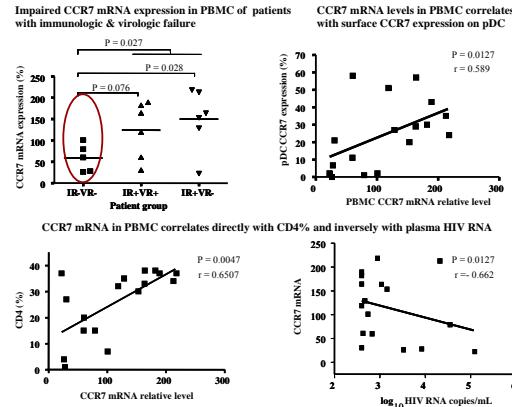 Impaired CCR7 mRNA expression in PBMC of patients
with immunologic & virologic failure
P = 0.027
P = 0.028
P = 0.076
CCR7 mRNA expression (%)
250
200
150
100
50
0
IR-VR-
IR+VR+
IR+VR-
Patient group
CCR7 mRNA levels in PBMC correlates
with surface CCR7 expression on pDC
P = 0.0127
r = 0.589
pDCCCR7 expression (%)
70
60
50
40
30
20
10
0
0
100
200
300
PBMC CCR7 mRNA relative level
CCR7 mRNA in PBMC correlates directly with CD4% and inversely with plasma HIV RNA
P = 0.0047
r = 0.6507
CD4 (%)
40
30
20
10
0
0
100
200
300
CCR7 mRNA relative level
P = 0.0127
r =- 0.662
CCR7 mRNA
250
200
150
100
50
0
2
3
4
5
6
log10HIV RNA copies/mL